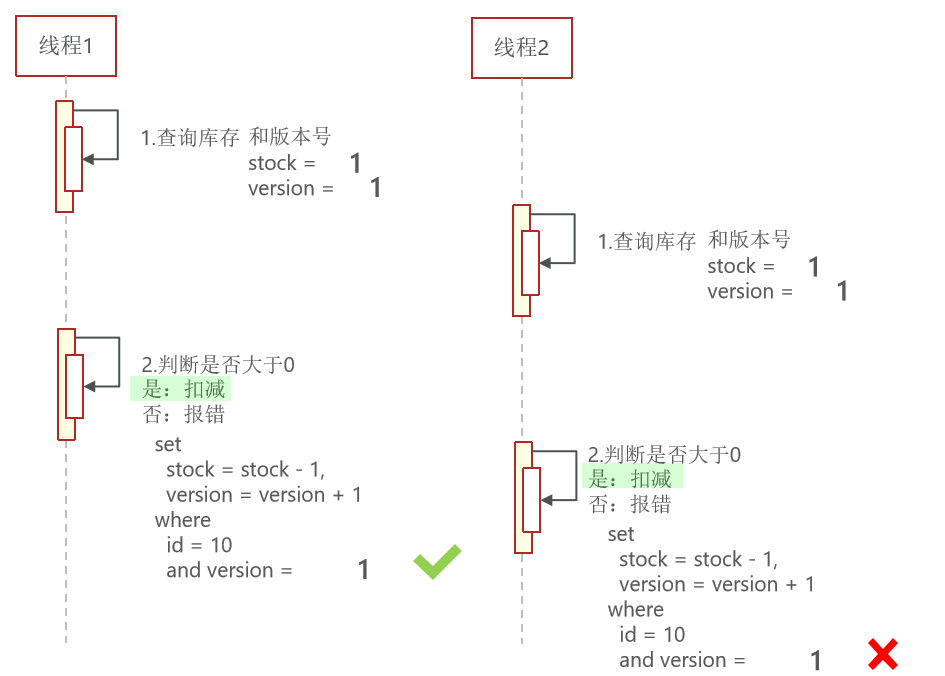 线程1
1.查询库存 和版本号
stock = 1
version = 1
2.判断是否大于0
是：扣减
否：报错
set
stock = stock - 1,
version = version + 1
where
id = 10
and version = 1
线程2
1.查询库存 和版本号
stock = 1
version = 1
2.判断是否大于0
是：扣减
否：报错
set
stock = stock - 1,
version = version + 1
where
id = 10
and version = 1